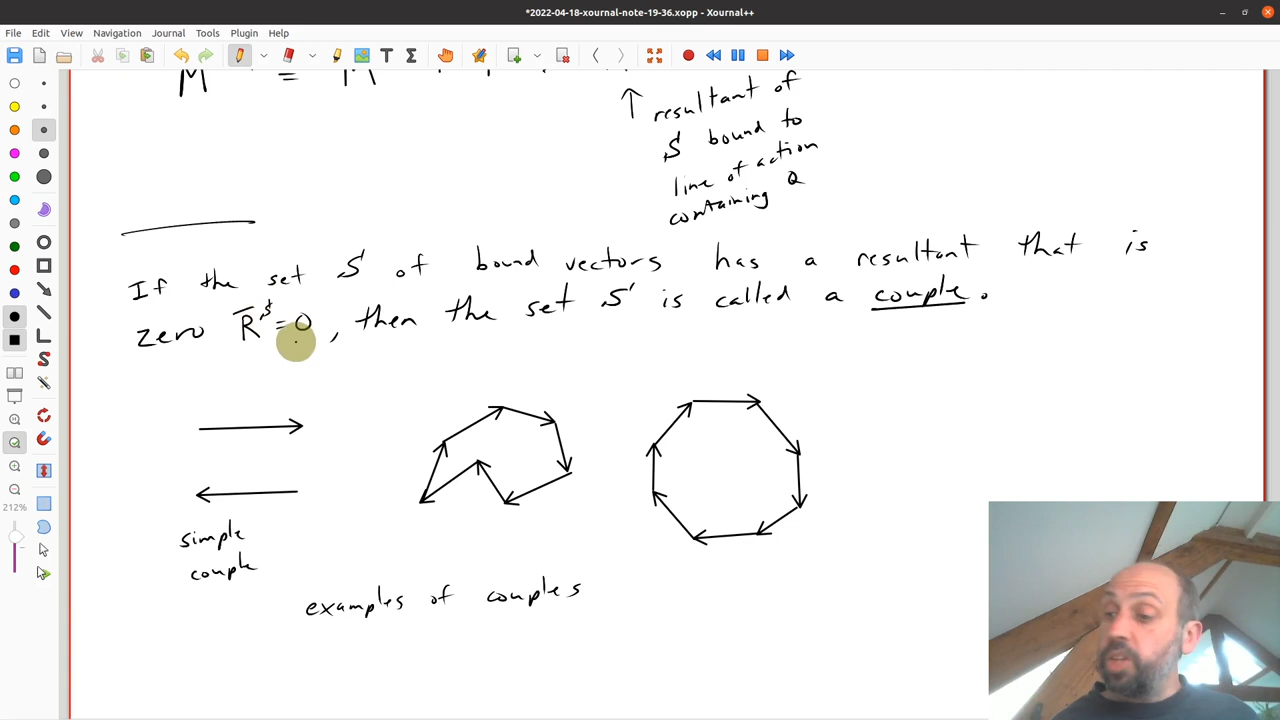 *2022-04-18-xournal-note-19-36.xopp - Xournal++
File Edit View Navigation Journal Tools Plugin Help
212%
M = M
↑ resultant of
S bound to
line of action
containing Q
If the set S of bound vectors has a resultant that is
zero R̄ˢ = 0, then the set S is called a couple.
simple
couple
examples of couples